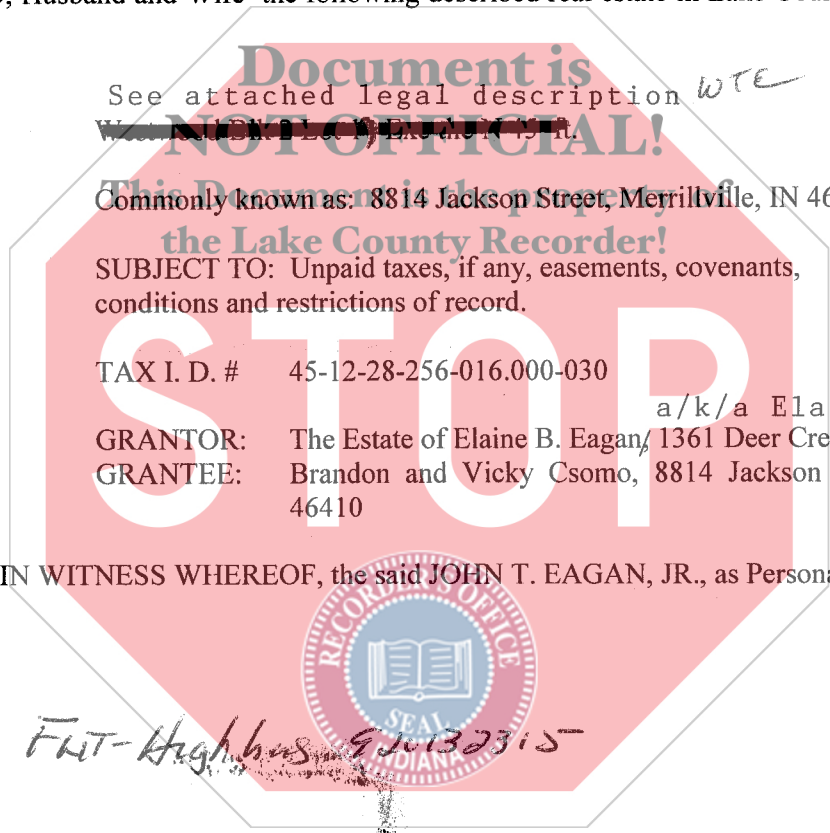 Husband and Wife the following described real estate in Lake
Document is
See attached legal description WTE
NOT OFFICIAL!
This Document is the property of
Commonly known as: 8814 Jackson Street, Merrillville, IN 46
the Lake County Recorder!
SUBJECT TO: Unpaid taxes, if any, easements, covenants,
conditions and restrictions of record.
STOP
TAX I. D. # 45-12-28-256-016.000-030
a/k/a Ela
GRANTOR: The Estate of Elaine B. Eagan, 1361 Deer Cre
GRANTEE: Brandon and Vicky Csomo, 8814 Jackson
46410
IN WITNESS WHEREOF, the said JOHN T. EAGAN, JR., as Persona
RECORDER'S OFFICE
SEAL
INDIANA